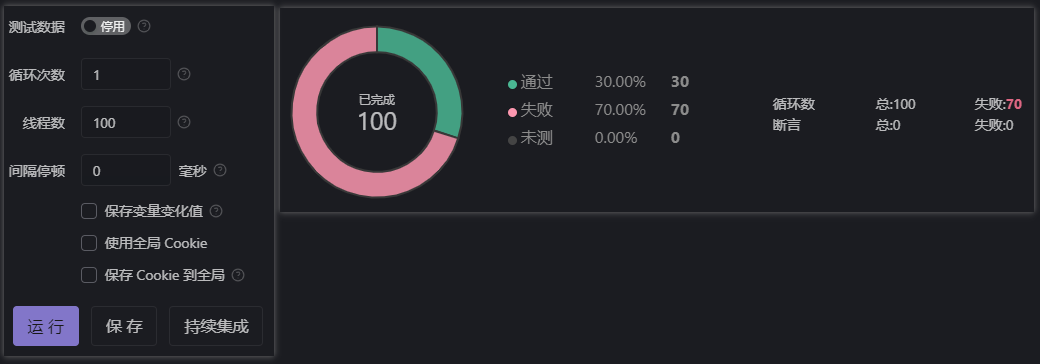 测试数据 停用
循环次数 1
线程数 100
间隔停顿 0 毫秒
保存变量变化值
使用全局 Cookie
保存 Cookie 到全局
运 行 保 存 持续集成
已完成
100
通过 30.00% 30
失败 70.00% 70
未测 0.00% 0
循环数 总:100 失败:70
断言 总:0 失败:0